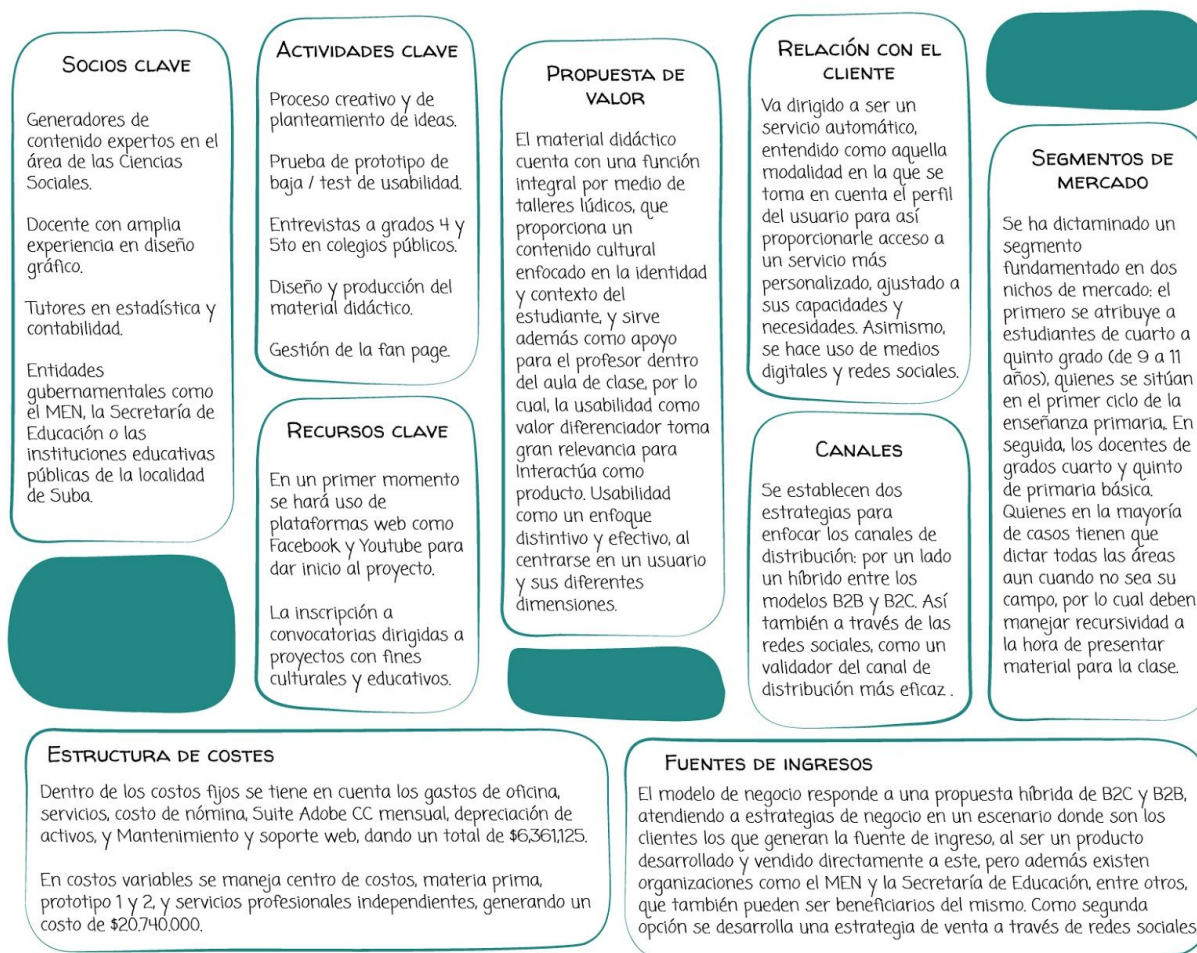 SOCIOS CLAVE
Generadores de
contenido expertos en el
área de las Ciencias
Sociales.
Docente con amplia
experiencia en diseño
gráfico.
Tutores en estadística y
contabilidad.
Entidades
gubernamentales como
el MEN, la Secretaría de
Educación o las
instituciones educativas
públicas de la localidad
de Suba.
ACTIVIDADES CLAVE
Proceso creativo y de
planteamiento de ideas.
Prueba de prototipo de
baja / test de usabilidad.
Entrevistas a grados 4 y
5to en colegios públicos.
Diseño y producción del
material didáctico.
Gestión de la fan page.
RECURSOS CLAVE
En un primer momento
se hará uso de
plataformas web como
Facebook y Youtube para
dar inicio al proyecto.
La inscripción a
convocatorias dirigidas a
proyectos con fines
culturales y educativos.
PROPUESTA DE
VALOR
El material didáctico
cuenta con una función
integral por medio de
talleres lúdicos, que
proporciona un
contenido cultural
enfocado en la identidad
y contexto del
estudiante, y sirve
además como apoyo
para el profesor dentro
del aula de clase, por lo
cual, la usabilidad como
valor diferenciador toma
gran relevancia para
Interactúa como
producto. Usabilidad
como un enfoque
distintivo y efectivo, al
centrarse en un usuario
y sus diferentes
dimensiones.
RELACIÓN CON EL
CLIENTE
Va dirigido a ser un
servicio automático,
entendido como aquella
modalidad en la que se
toma en cuenta el perfil
del usuario para así
proporcionarle acceso a
un servicio más
personalizado, ajustado a
sus capacidades y
necesidades. Asimismo,
se hace uso de medios
digitales y redes sociales.
CANALES
Se establecen dos
estrategias para
enfocar los canales de
distribución: por un lado
un híbrido entre los
modelos B2B y B2C. Así
también a través de las
redes sociales, como un
validador del canal de
distribución más eficaz .
SEGMENTOS DE
MERCADO
Se ha dictaminado un
segmento
fundamentado en dos
nichos de mercado: el
primero se atribuye a
estudiantes de cuarto a
quinto grado (de 9 a 11
años), quienes se sitúan
en el primer ciclo de la
enseñanza primaria,. En
seguida, los docentes de
grados cuarto y quinto
de primaria básica.
Quienes en la mayoría
de casos tienen que
dictar todas las áreas
aun cuando no sea su
campo, por lo cual deben
manejar recursividad a
la hora de presentar
material para la clase.
ESTRUCTURA DE COSTES
Dentro de los costos fijos se tiene en cuenta los gastos de oficina,
servicios, costo de nómina, Suite Adobe CC mensual, depreciación de
activos, y Mantenimiento y soporte web, dando un total de $6,361,125.
En costos variables se maneja centro de costos, materia prima,
prototipo 1 y 2, y servicios profesionales independientes, generando un
costo de $20.740.000.
FUENTES DE INGRESOS
El modelo de negocio responde a una propuesta híbrida de B2C y B2B,
atendiendo a estrategias de negocio en un escenario donde son los
clientes los que generan la fuente de ingreso, al ser un producto
desarrollado y vendido directamente a este, pero además existen
organizaciones como el MEN y la Secretaría de Educación, entre otros,
que también pueden ser beneficiarios del mismo. Como segunda
opción se desarrolla una estrategia de venta a través de redes sociales